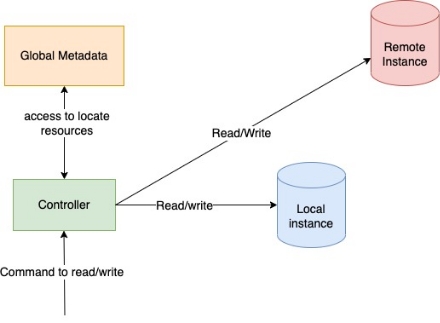 Remote
Instance
Global Metadata
access to locate
resources
Read/Write
Controller
Read/write
Local
instance
Command to read/write